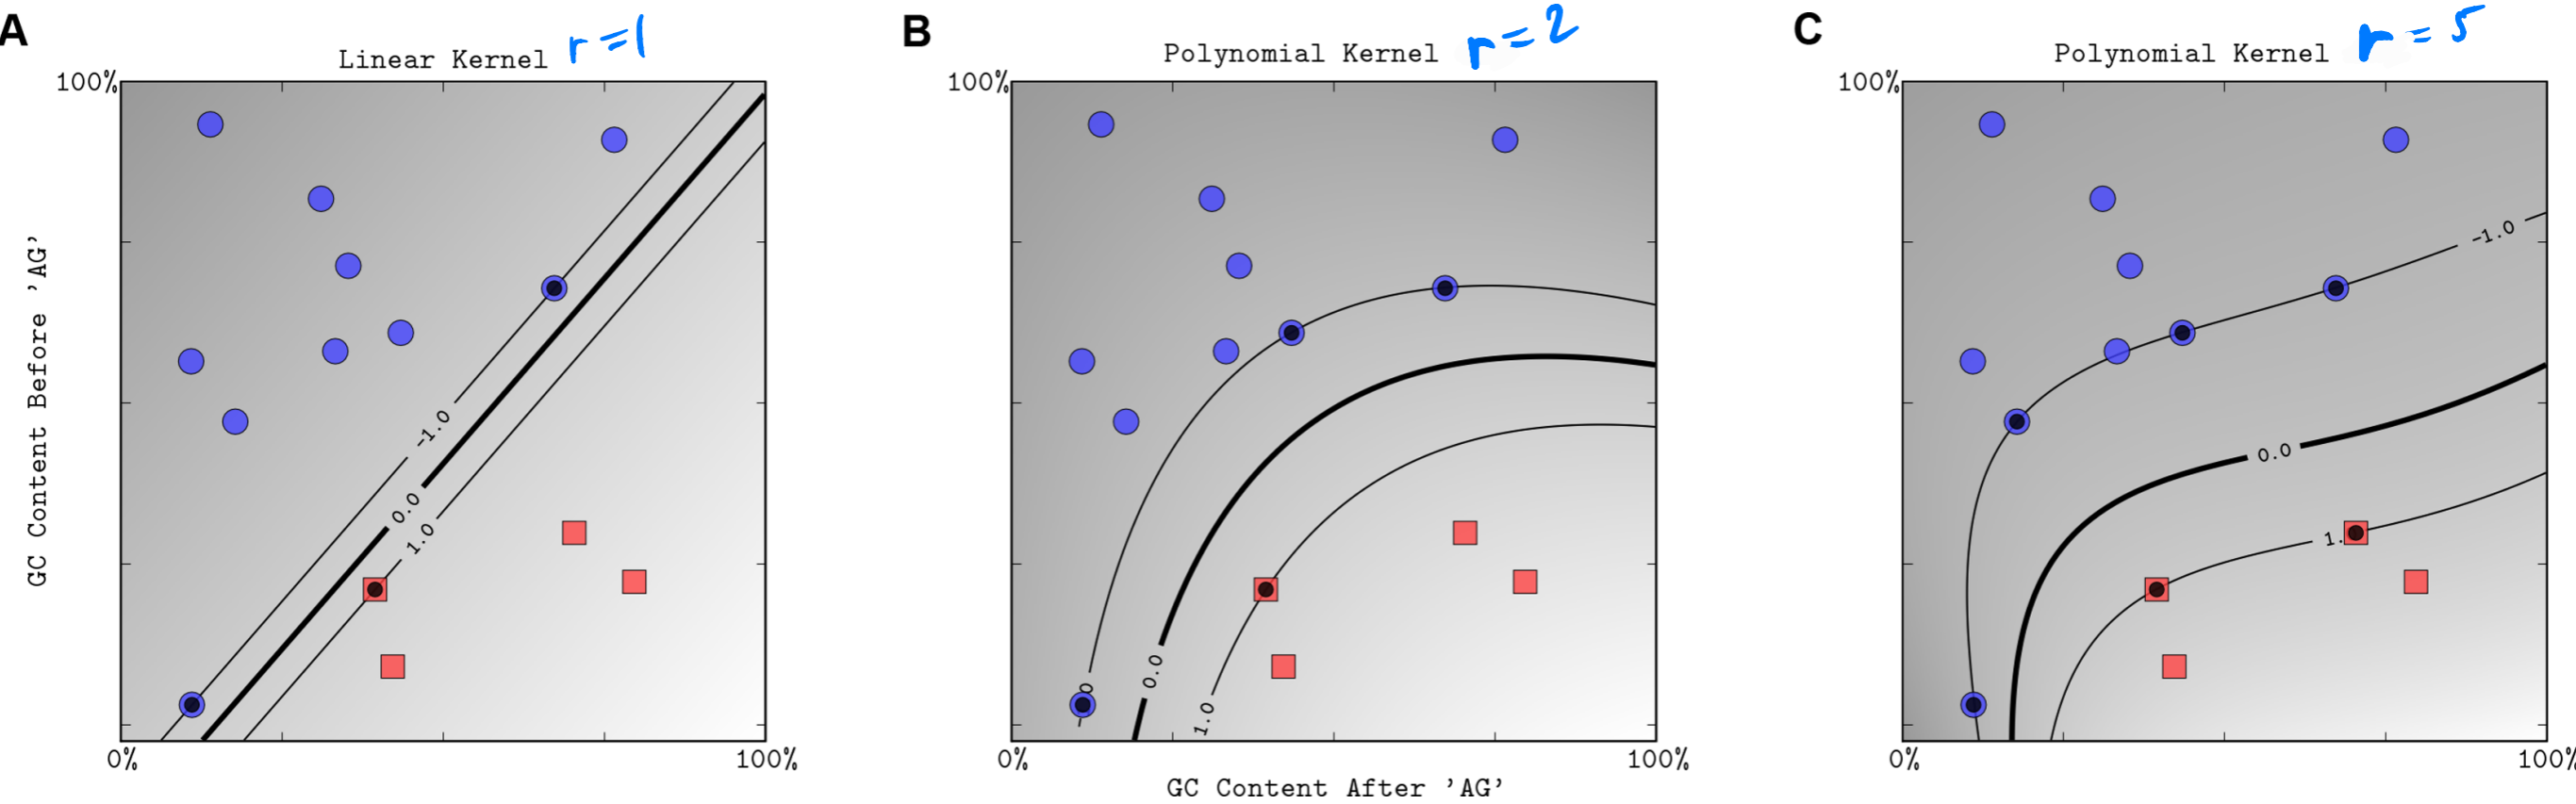 A
Linear Kernel r=1
100%
GC Content Before 'AG'
-1.0
0.0
1.0
0%
100%
B
Polynomial Kernel r=2
100%
0
0.0
1.0
0%
100%
GC Content After 'AG'
C
Polynomial Kernel r=5
100%
-1.0
0.0
1.
0%
100%